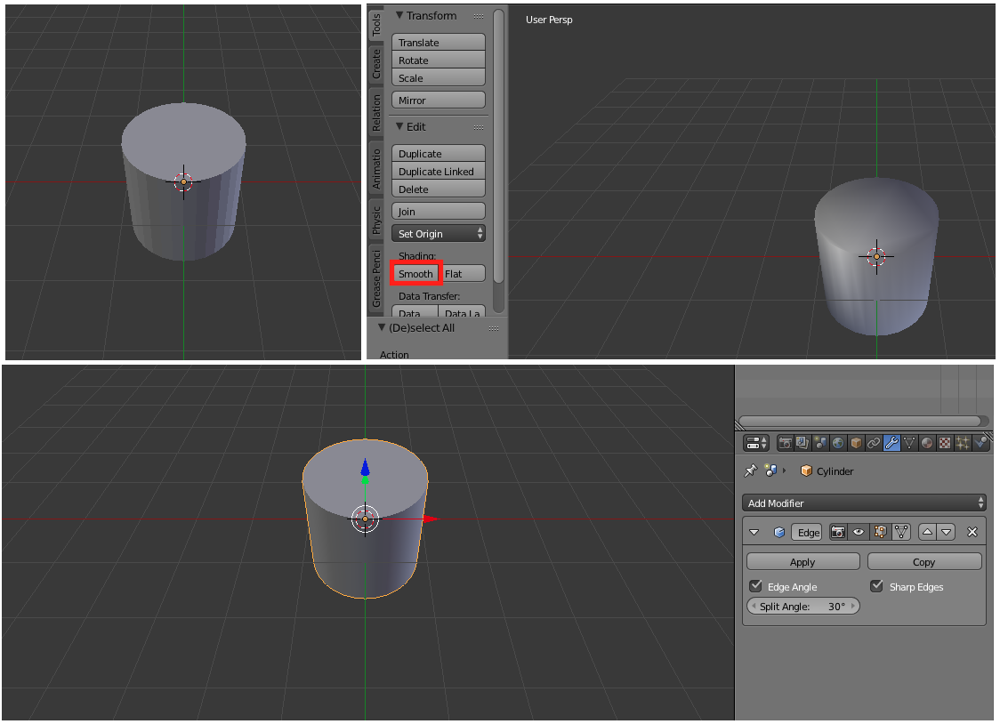 Tools
Create
Relation
Animatio
Physic
Grease Penci
Transform
Translate
Rotate
Scale
Mirror
Edit
Duplicate
Duplicate Linked
Delete
Join
Set Origin
Shading:
Smooth Flat
Data Transfer:
Data Data La
(De)select All
Action
User Persp
Cylinder
Add Modifier
Edge
Apply Copy
Edge Angle Sharp Edges
Split Angle: 30°